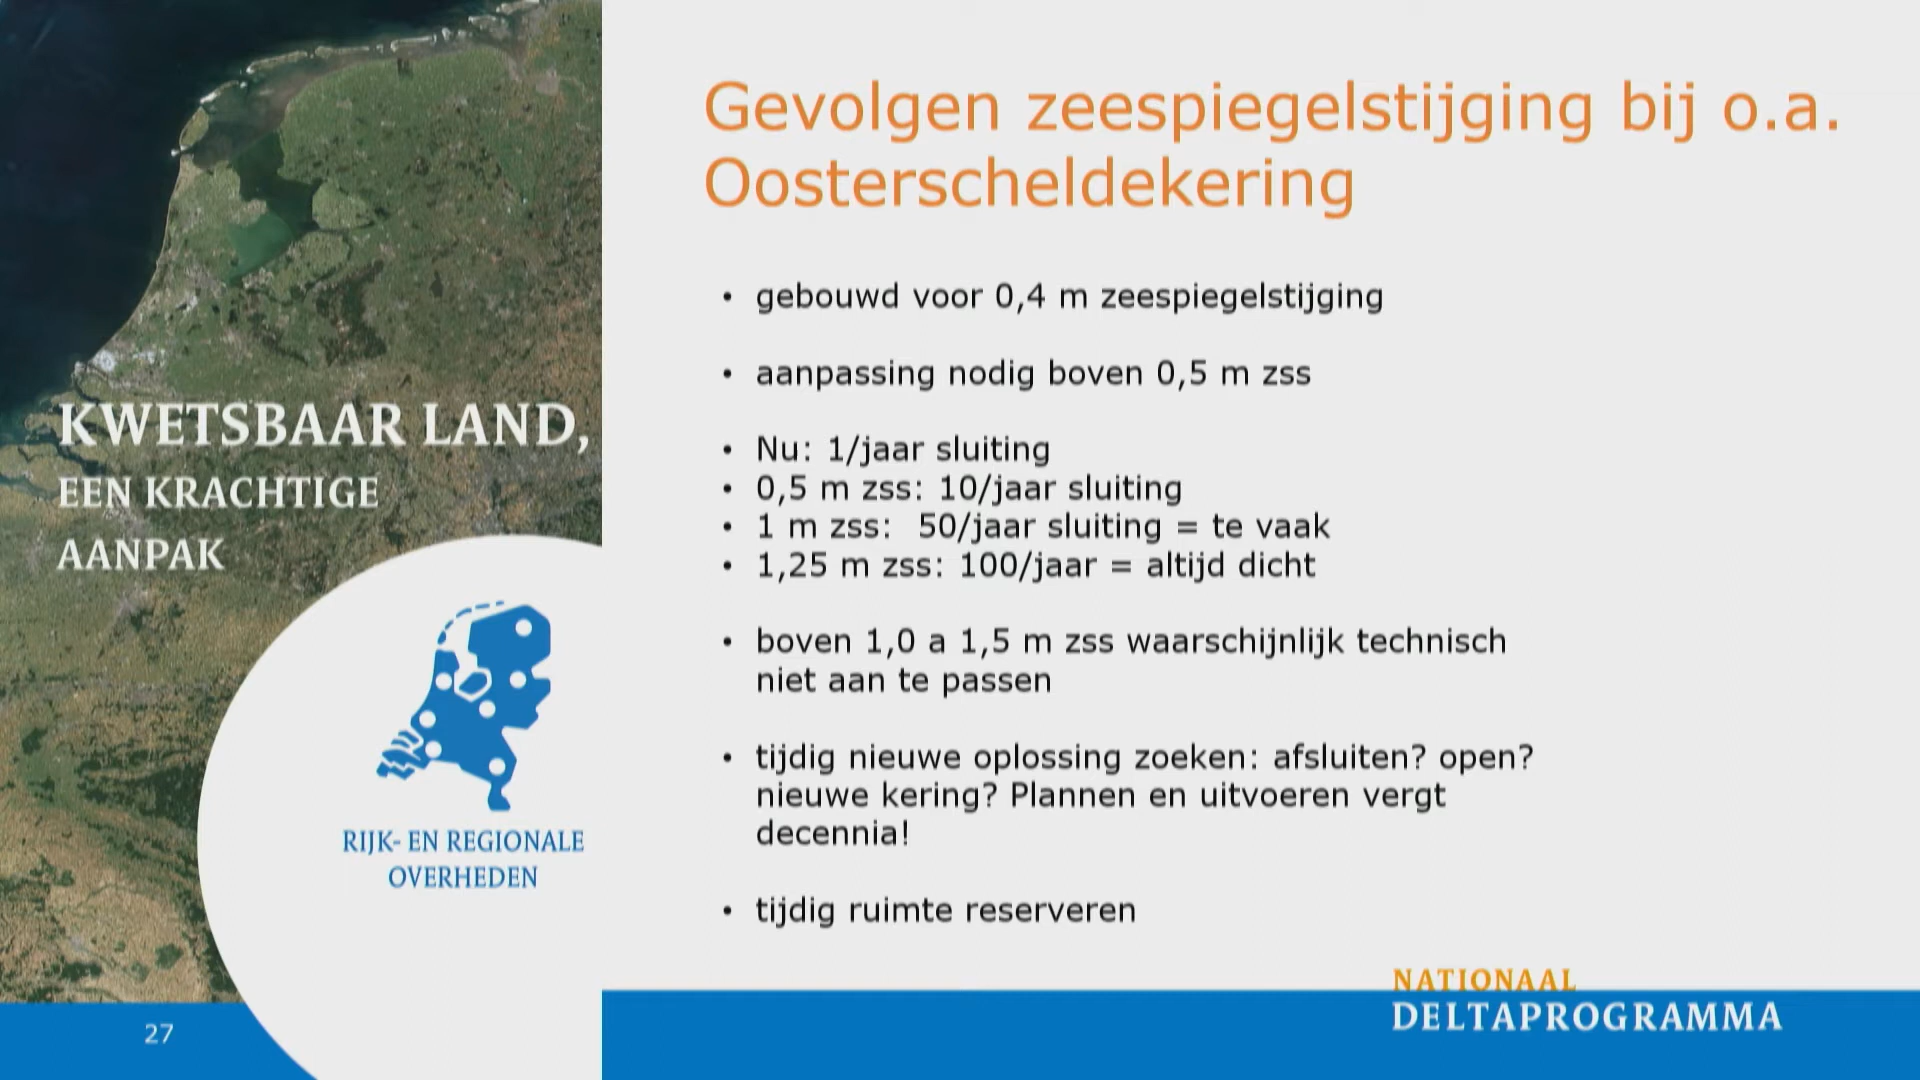 Gevolgen zeespiegelstijging bij o.a.
Oosterscheldekering
• gebouwd voor 0,4 m zeespiegelstijging
• aanpassing nodig boven 0,5 m zss
• Nu: 1/jaar sluiting
• 0,5 m zss: 10/jaar sluiting
• 1 m zss:  50/jaar sluiting = te vaak
• 1,25 m zss: 100/jaar = altijd dicht
• boven 1,0 a 1,5 m zss waarschijnlijk technisch
niet aan te passen
• tijdig nieuwe oplossing zoeken: afsluiten? open?
nieuwe kering? Plannen en uitvoeren vergt
decennia!
• tijdig ruimte reserveren
KWETSBAAR LAND,
EEN KRACHTIGE
AANPAK
RIJK- EN REGIONALE
OVERHEDEN
27
NATIONAAL
DELTAPROGRAMMA